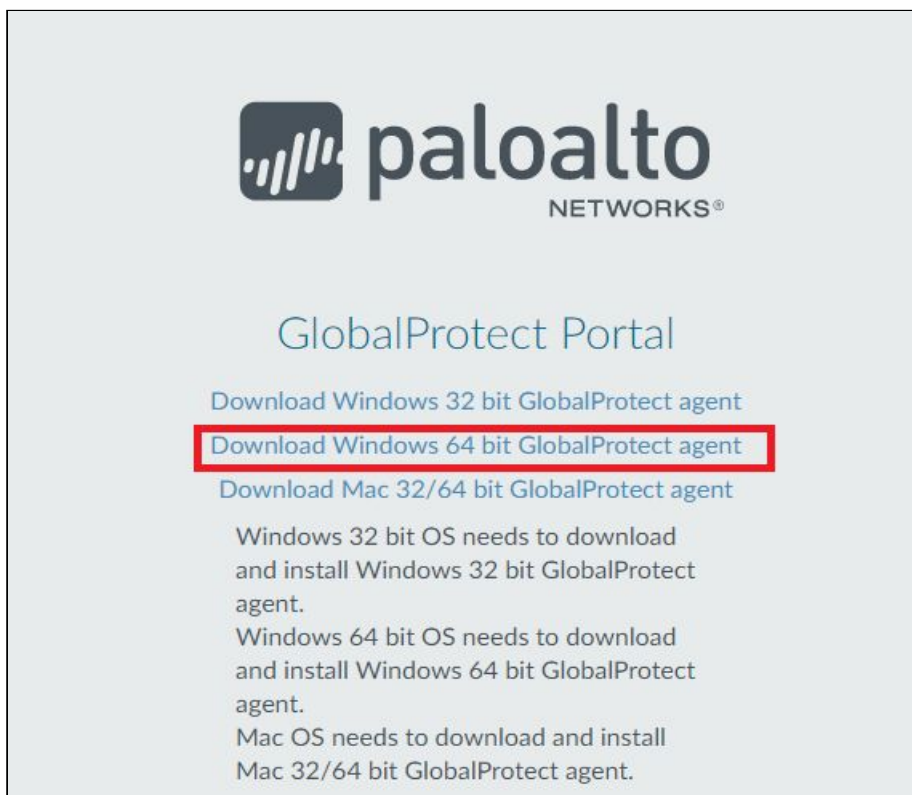 paloalto
NETWORKS®
GlobalProtect Portal
Download Windows 32 bit GlobalProtect agent
Download Windows 64 bit GlobalProtect agent
Download Mac 32/64 bit GlobalProtect agent
Windows 32 bit OS needs to download
and install Windows 32 bit GlobalProtect
agent.
Windows 64 bit OS needs to download
and install Windows 64 bit GlobalProtect
agent.
Mac OS needs to download and install
Mac 32/64 bit GlobalProtect agent.